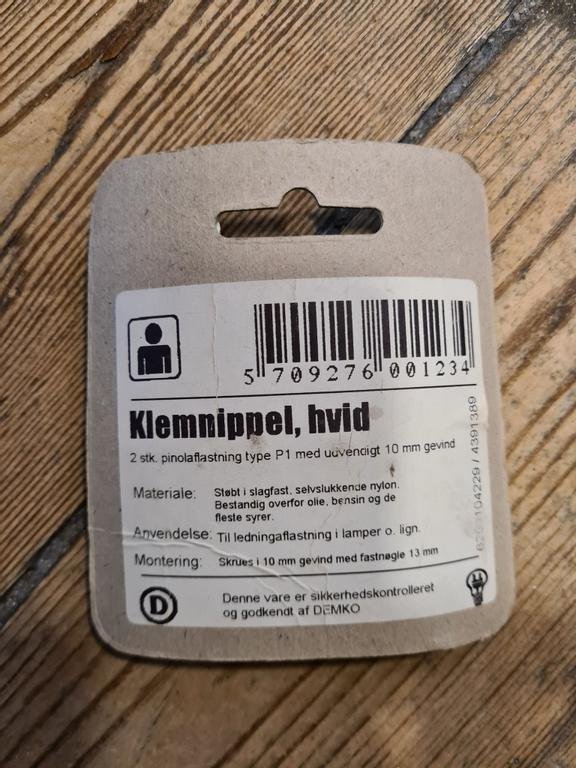 5 709276 001234
Klemnippel, hvid
2 stk. pinolaflastning type P1 med udvendigt 10 mm gevind
Materiale: Støbt i slagfast, selvslukkende nylon.
Bestandig overfor olie, bensin og de
fleste syrer.
Anvendelse: Til ledningaflastning i lamper o. lign.
Montering: Skrues i 10 mm gevind med fastnøgle 13 mm
D
Denne vare er sikkerhedskontrolleret
og godkendt af DEMKO
/ 4391389